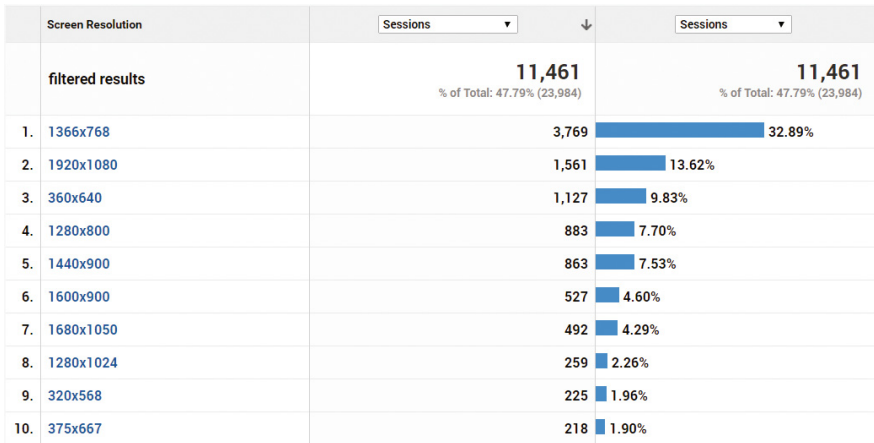 Screen Resolution Sessions Sessions
filtered results 11,461 11,461
% of Total: 47.79% (23,984) % of Total: 47.79% (23,984)
1. 1366x768 3,769 32.89%
2. 1920x1080 1,561 13.62%
3. 360x640 1,127 9.83%
4. 1280x800 883 7.70%
5. 1440x900 863 7.53%
6. 1600x900 527 4.60%
7. 1680x1050 492 4.29%
8. 1280x1024 259 2.26%
9. 320x568 225 1.96%
10. 375x667 218 1.90%